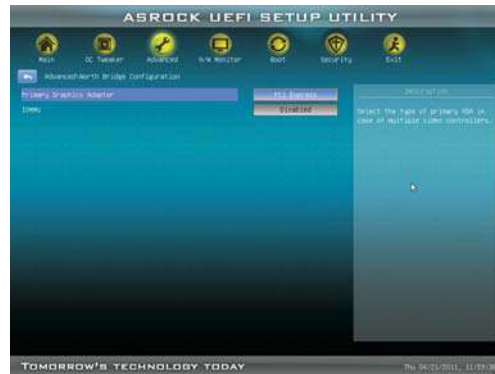 ASROCK UEFI SETUP UTILITY
Main OC Tweaker Advanced H/W Monitor Boot Security Exit
Advanced\North Bridge Configuration
Primary Graphics Adapter PCI Express
IOMMU Disabled
Description
Select the type of primary VGA in
case of multiple video controllers.
TOMORROW'S TECHNOLOGY TODAY
Thu 04/21/2011,